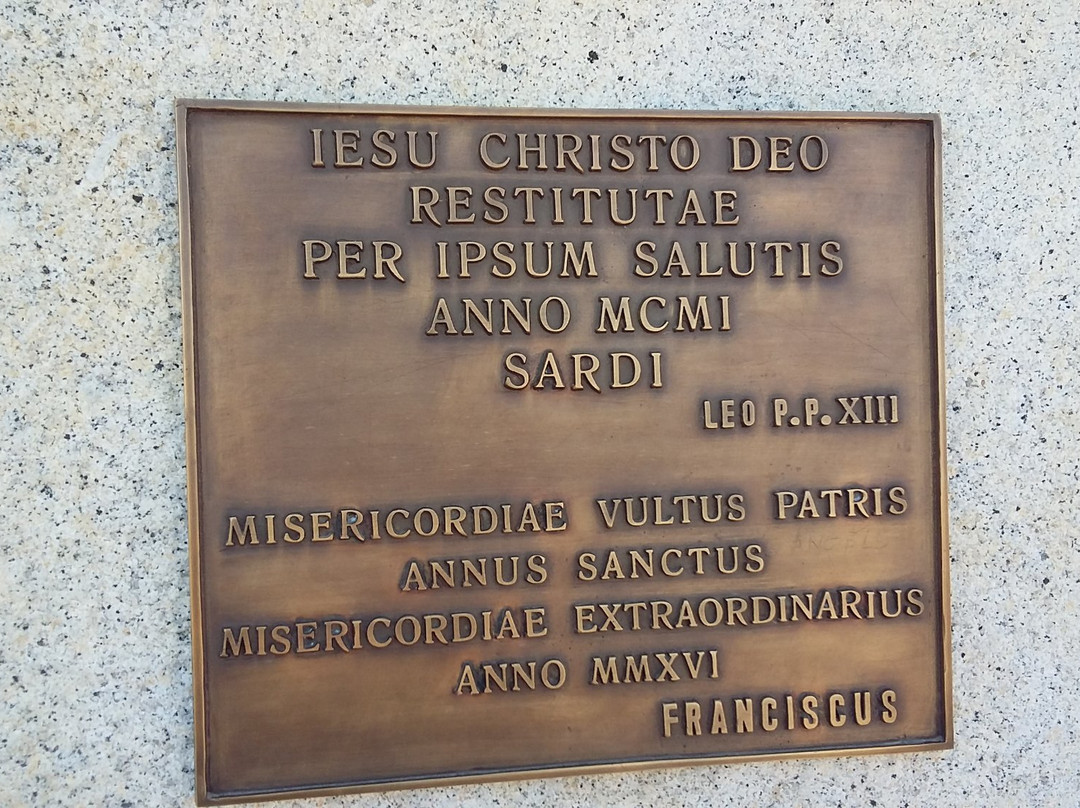 IESU CHRISTO DEO
RESTITUTAE
PER IPSUM SALUTIS
ANNO MCMI
SARDI
LEO P.P. XIII
MISERICORDIAE VULTUS PATRIS
ANNUS SANCTUS
MISERICORDIAE EXTRAORDINARIUS
ANNO MMXVI
FRANCISCUS